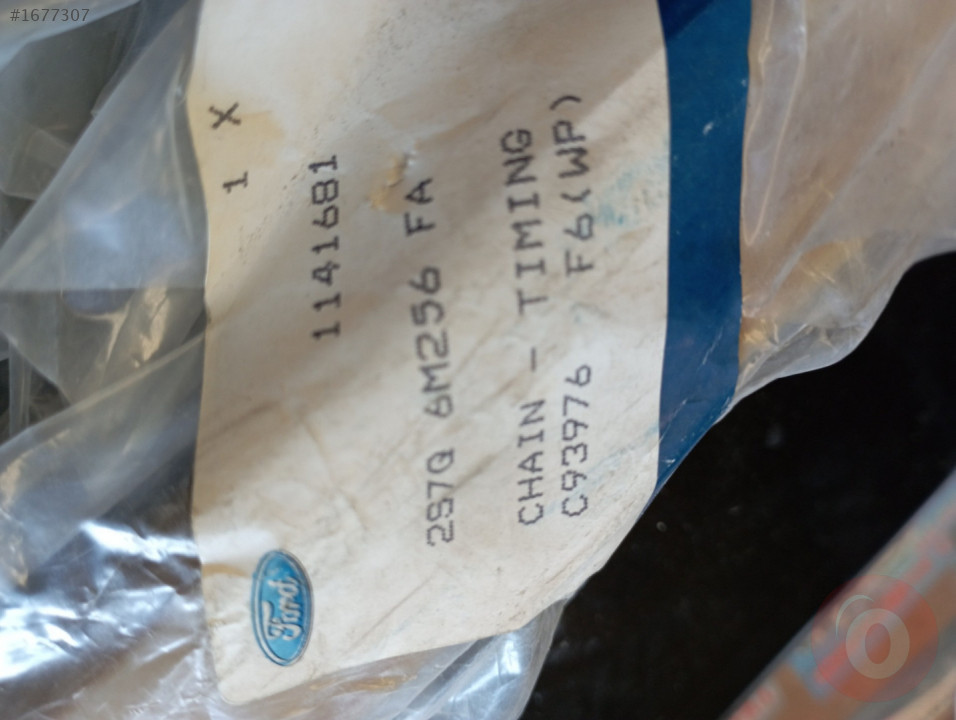 #1677307
Ford
1 X
1141681
2S7Q 6M256 FA
CHAIN - TIMING
C93976 F6(WP)